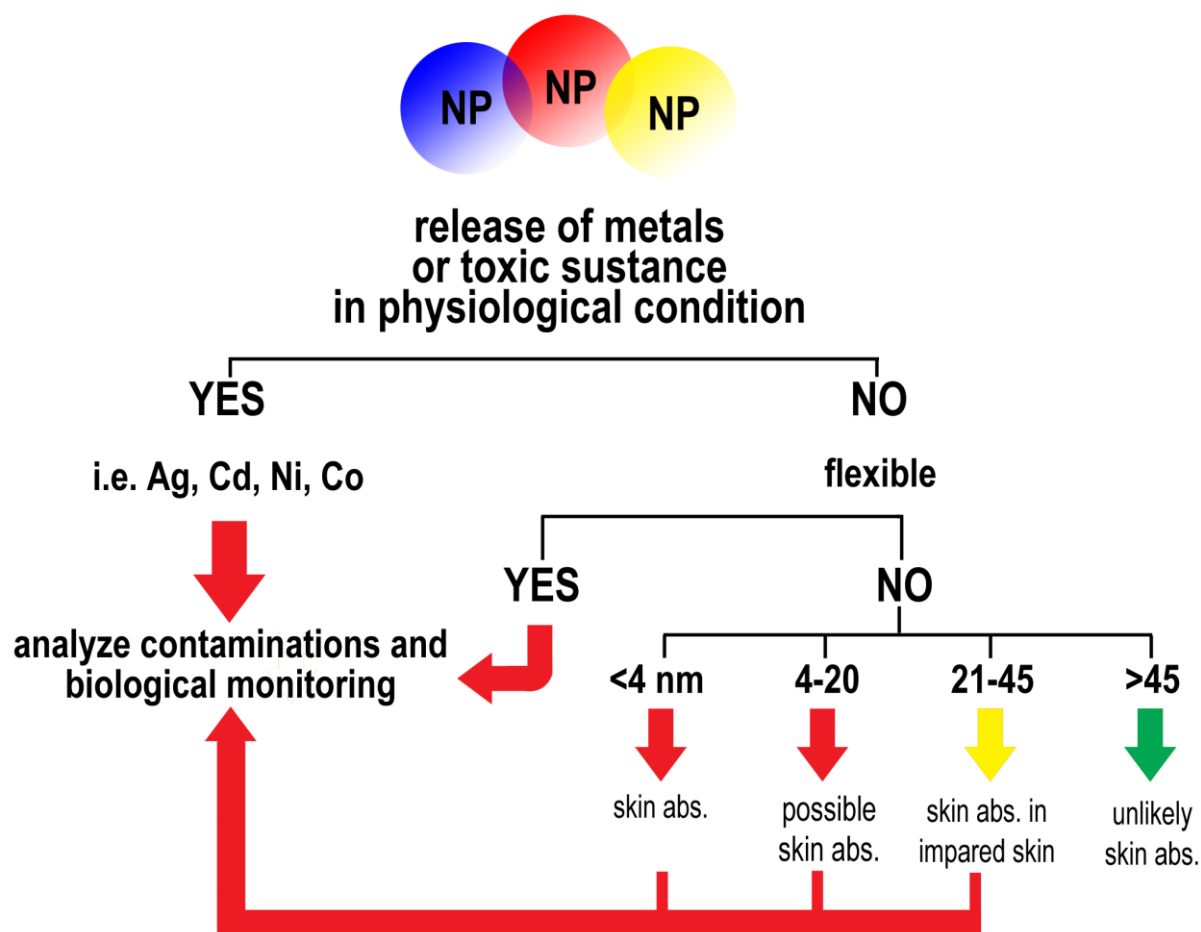 NP
NP
NP
release of metals
or toxic sustance
in physiological condition
YES
NO
i.e. Ag, Cd, Ni, Co
flexible
YES
NO
analyze contaminations and
biological monitoring
<4 nm
4-20
21-45
>45
skin abs.
possible
skin abs.
skin abs. in
impared skin
unlikely
skin abs.